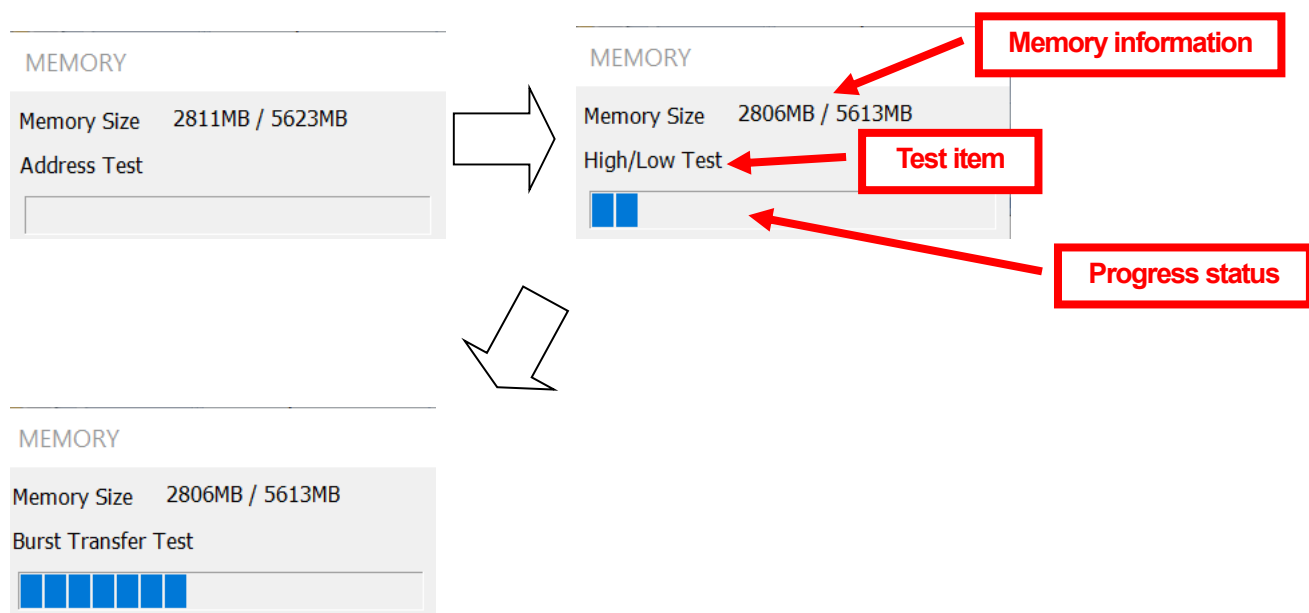 MEMORY
Memory Size 2811MB / 5623MB
Address Test
MEMORY
Memory information
Memory Size 2806MB / 5613MB
High/Low Test
Test item
Progress status
MEMORY
Memory Size 2806MB / 5613MB
Burst Transfer Test